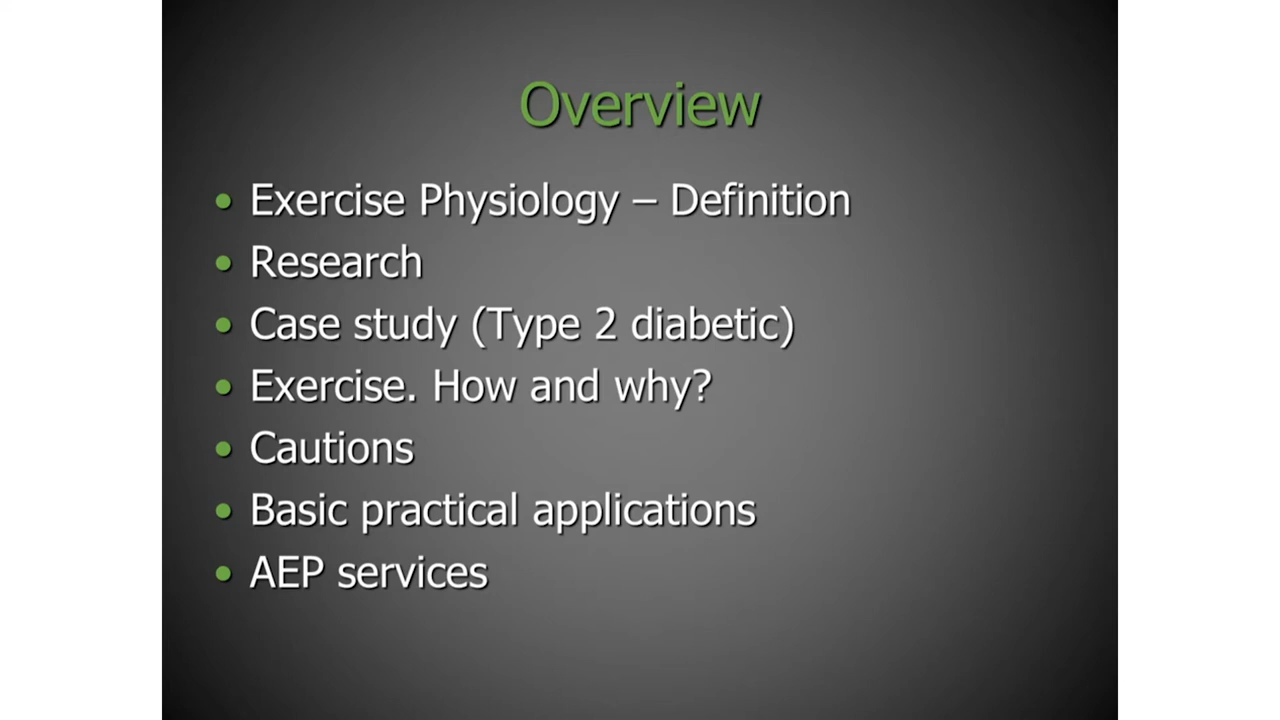 Overview
• Exercise Physiology – Definition
• Research
• Case study (Type 2 diabetic)
• Exercise. How and why?
• Cautions
• Basic practical applications
• AEP services